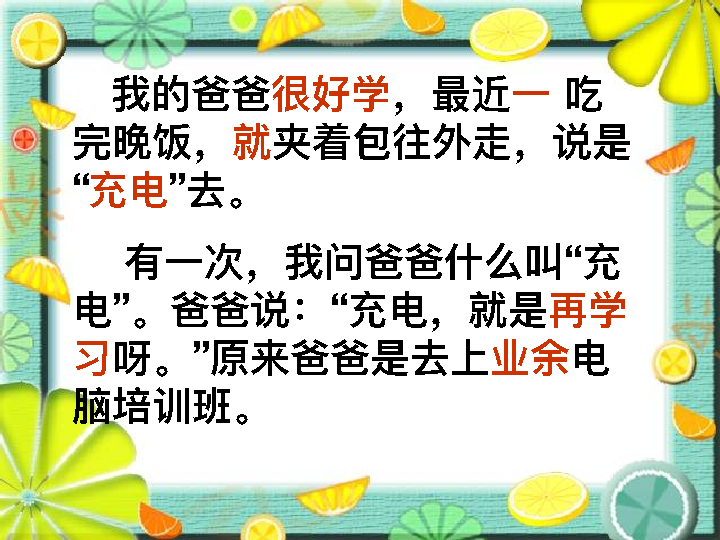 我的爸爸很好学，最近一 吃
完晚饭，就夹着包往外走，说是
“充电”去。
有一次，我问爸爸什么叫“充
电”。爸爸说：“充电，就是再学
习呀。”原来爸爸是去上业余电
脑培训班。